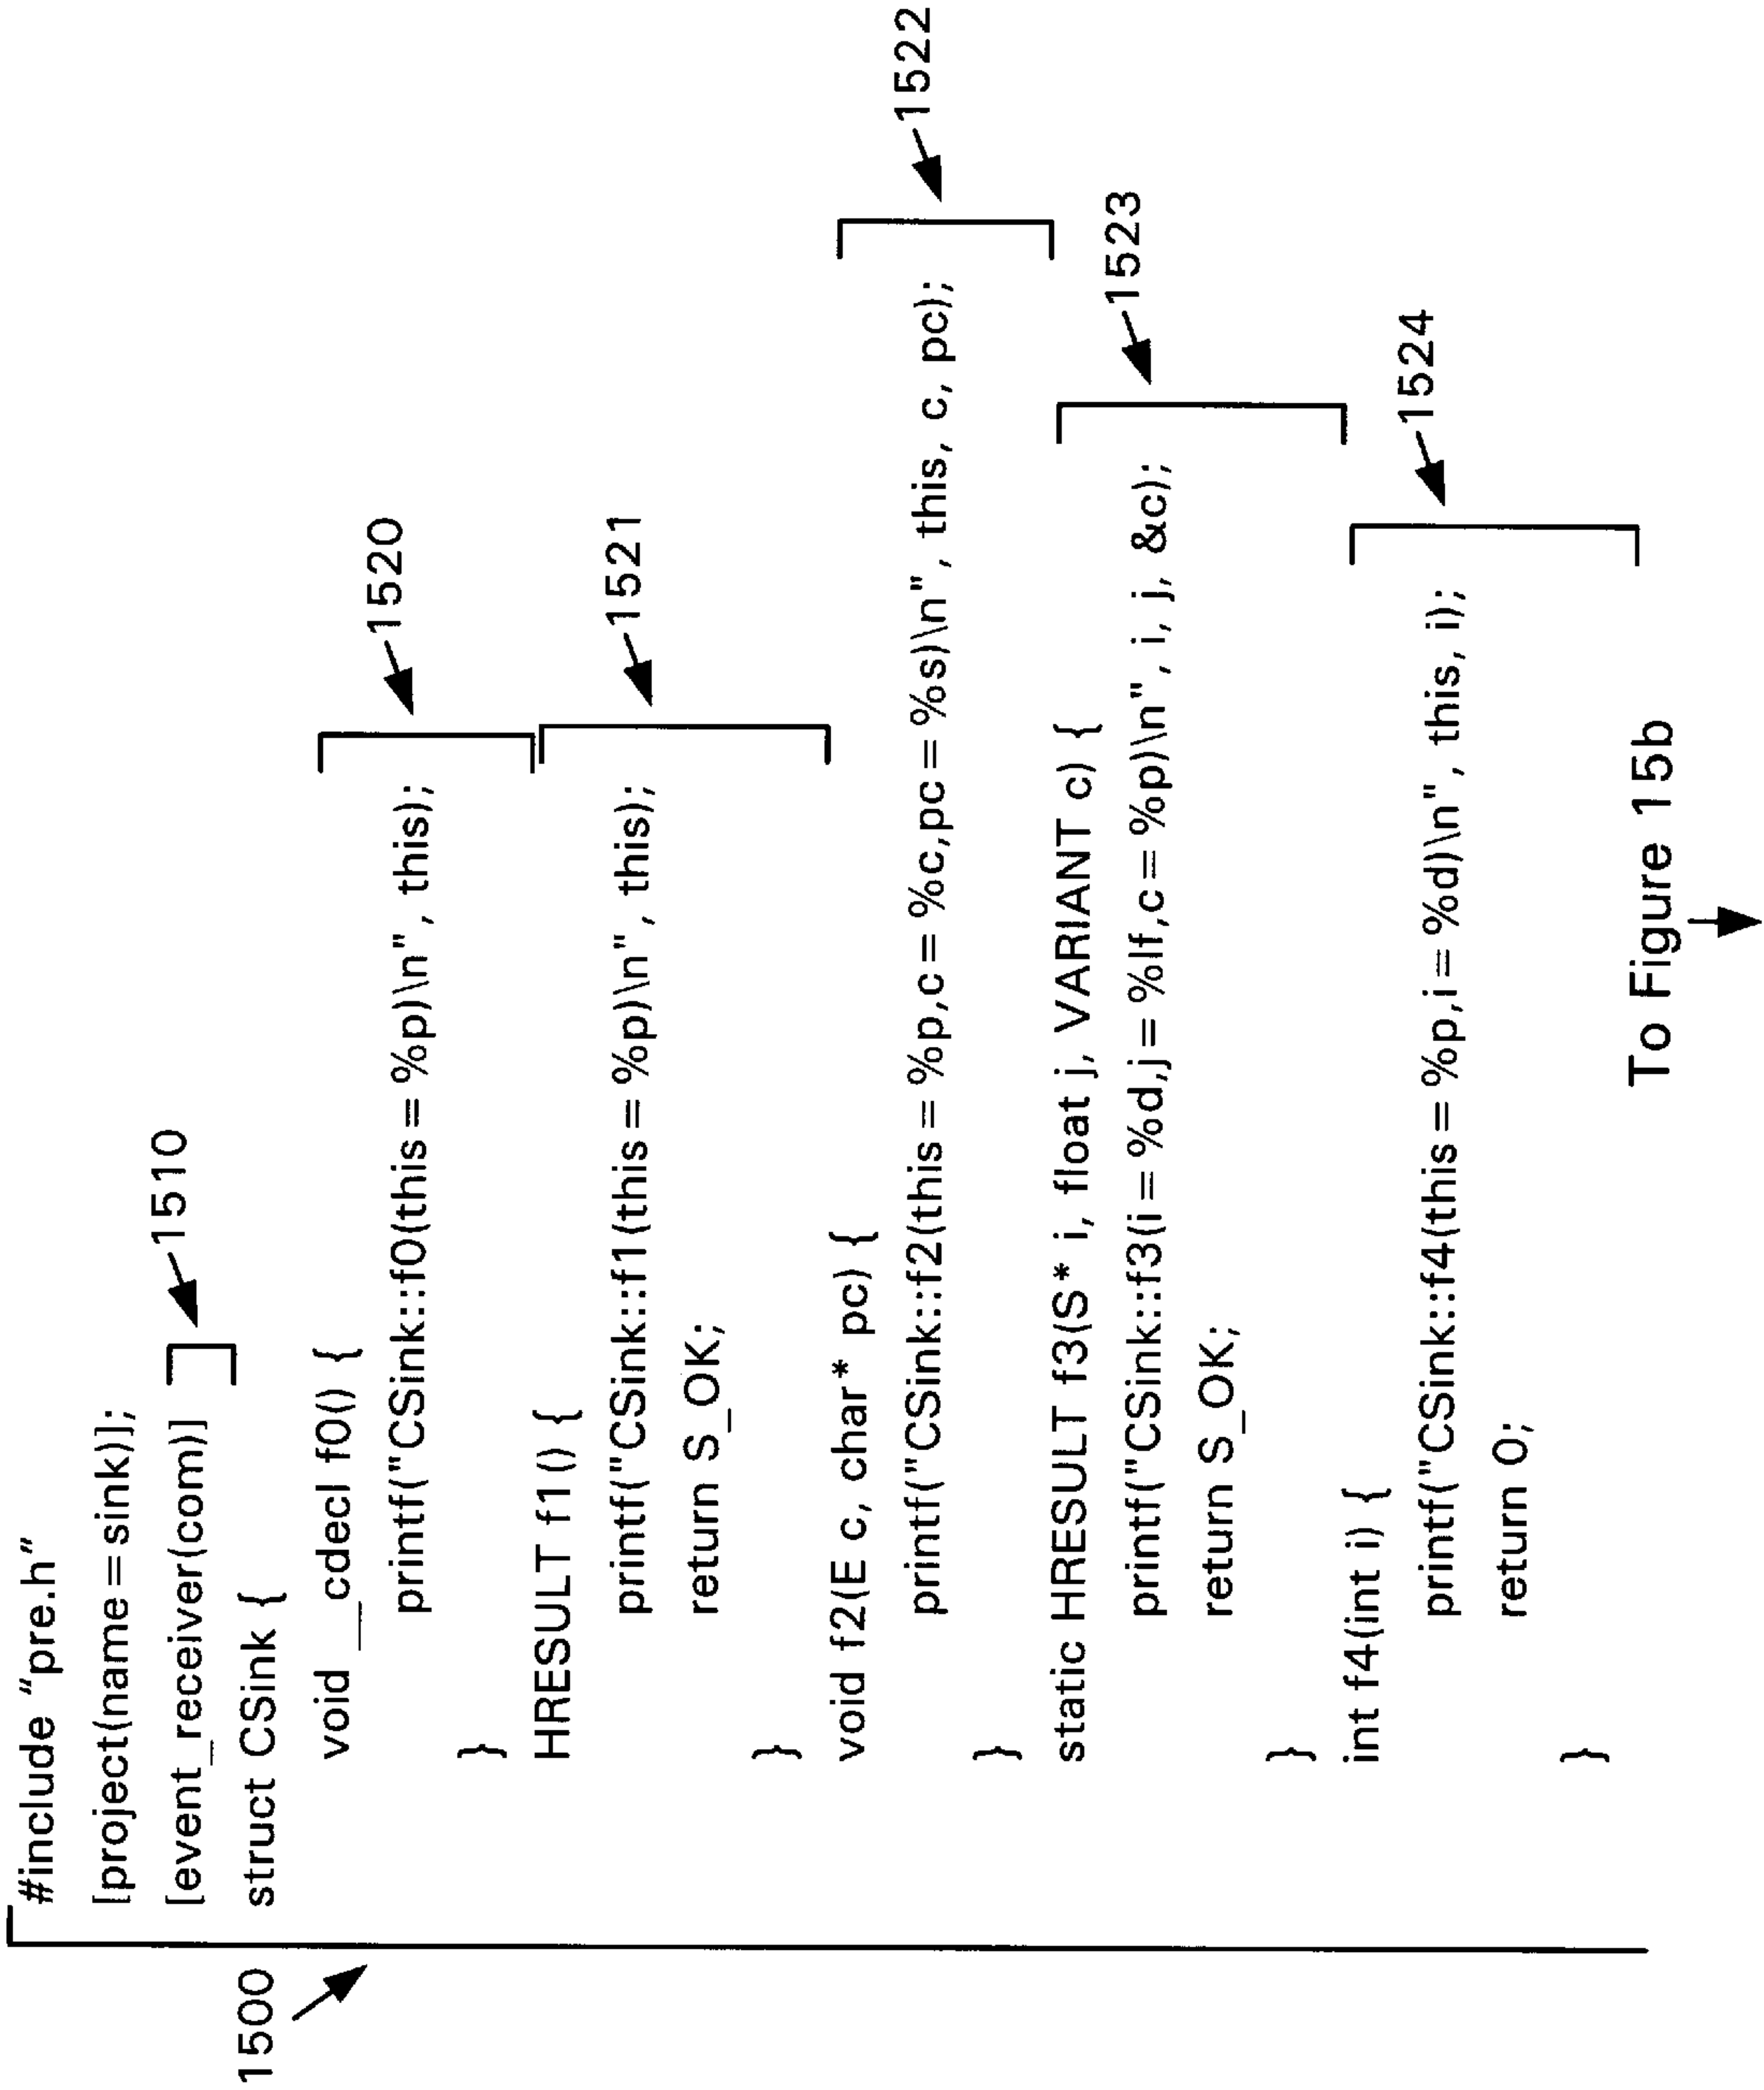 #include “pre.h”
[project(name=sink)];
[event_receiver(com)] 1510
struct CSink {
1500
void __cdecl f0() {
printf("CSink::f0(this=%p)\n", this); 1520
}
HRESULT f1() {
printf("CSink::f1(this=%p)\n", this); 1521
return S_OK;
}
void f2(E c, char* pc) {
printf("CSink::f2(this=%p,c=%c,pc=%s)\n", this, c, pc); 1522
}
static HRESULT f3(S* i, float j, VARIANT c) {
printf("CSink::f3(i=%d,j=%lf,c=%p)\n", i, j, &c); 1523
return S_OK;
}
int f4(int i) {
printf("CSink::f4(this=%p,i=%d)\n", this, i); 1524
return 0;
}
To Figure 15b